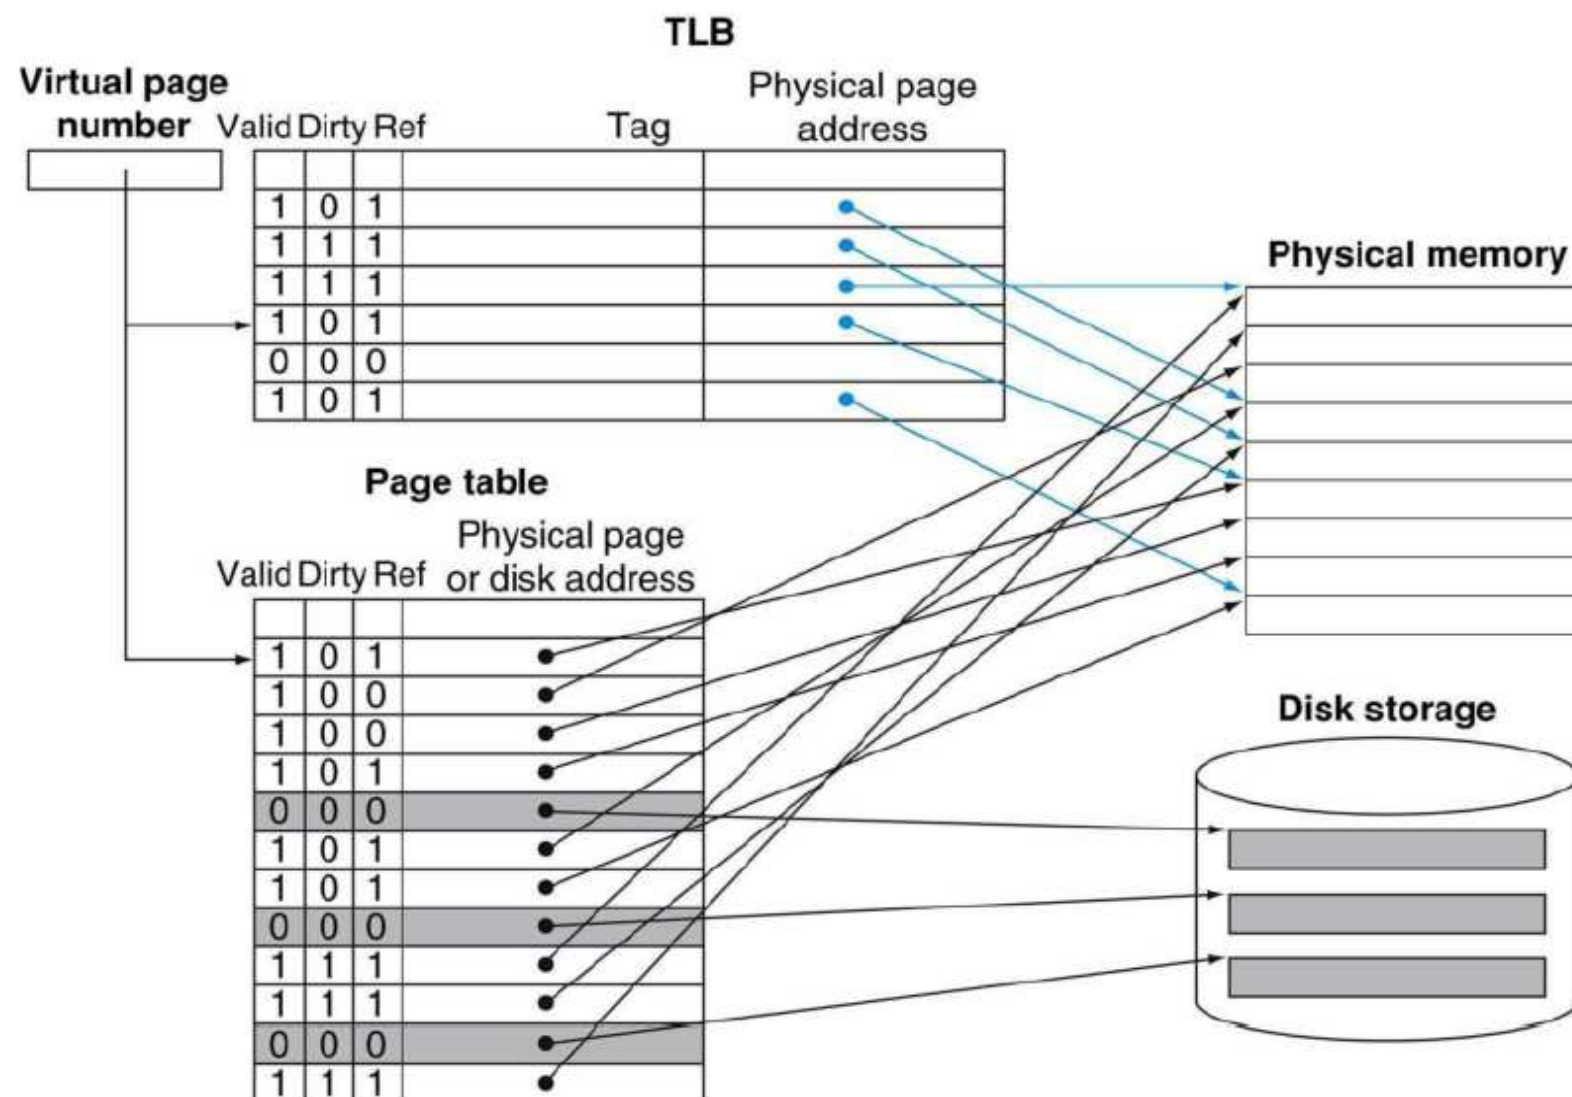 TLB
Virtual page
number
Valid Dirty Ref
Tag
Physical page
address
1 0 1
1 1 1
1 1 1
1 0 1
0 0 0
1 0 1
Physical memory
Page table
Valid Dirty Ref
Physical page
or disk address
1 0 1
1 0 0
1 0 0
1 0 1
0 0 0
1 0 1
1 0 1
0 0 0
1 1 1
1 1 1
0 0 0
1 1 1
Disk storage